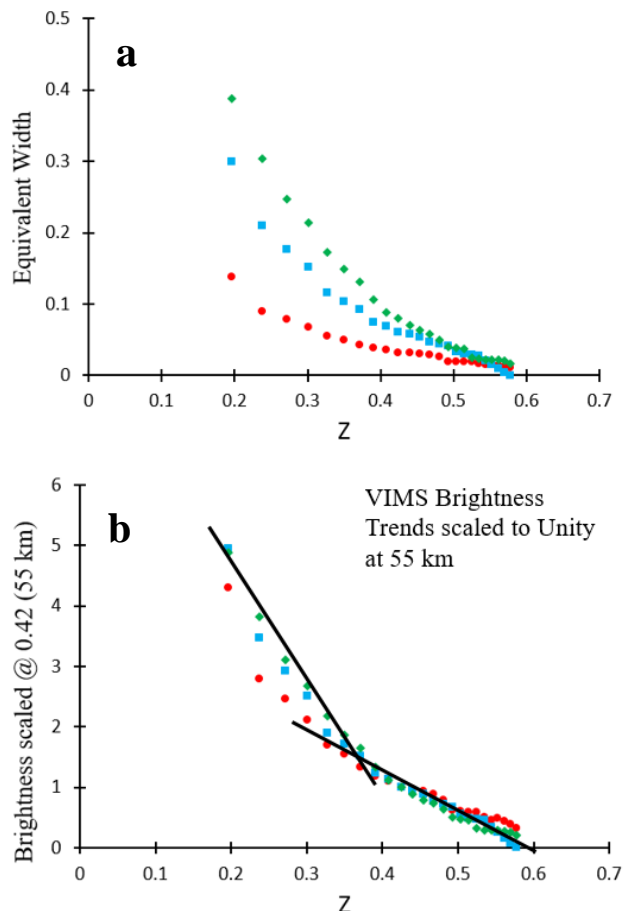 a
Equivalent Width
0.5
0.4
0.3
0.2
0.1
0
0 0.1 0.2 0.3 0.4 0.5 0.6 0.7
Z
b
VIMS Brightness
Trends scaled to Unity
at 55 km
Brightness scaled @ 0.42 (55 km)
6
5
4
3
2
1
0
0 0.1 0.2 0.3 0.4 0.5 0.6 0.7
Z